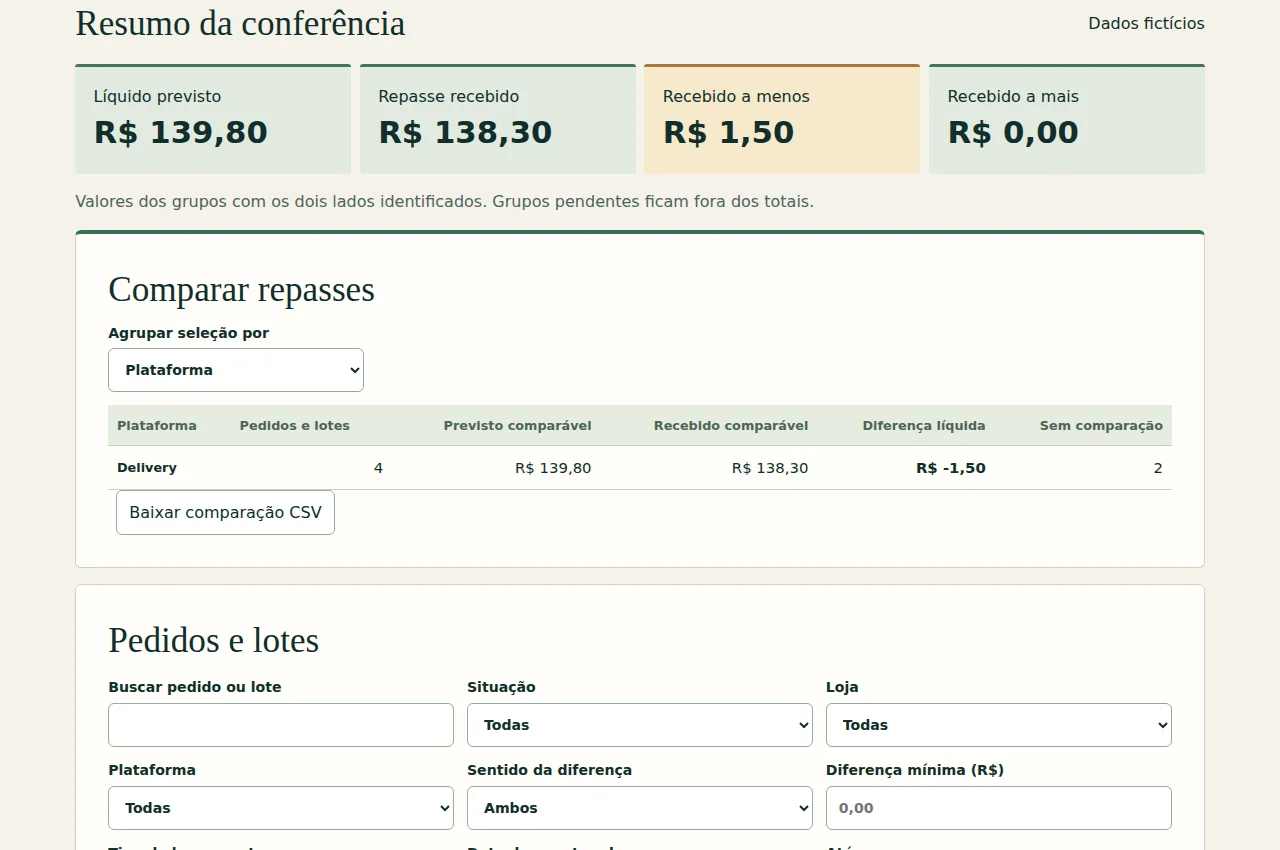 Resumo da conferência
Dados fictícios
Líquido previsto
R$ 139,80
Repasse recebido
R$ 138,30
Recebido a menos
R$ 1,50
Recebido a mais
R$ 0,00
Valores dos grupos com os dois lados identificados. Grupos pendentes ficam fora dos totais.
Comparar repasses
Agrupar seleção por
Plataforma
Plataforma Pedidos e lotes Previsto comparável Recebido comparável Diferença líquida Sem comparação
Delivery 4 R$ 139,80 R$ 138,30 R$ -1,50 2
Baixar comparação CSV
Pedidos e lotes
Buscar pedido ou lote
Situação
Todas
Loja
Todas
Plataforma
Todas
Sentido da diferença
Ambos
Diferença mínima (R$)
0,00